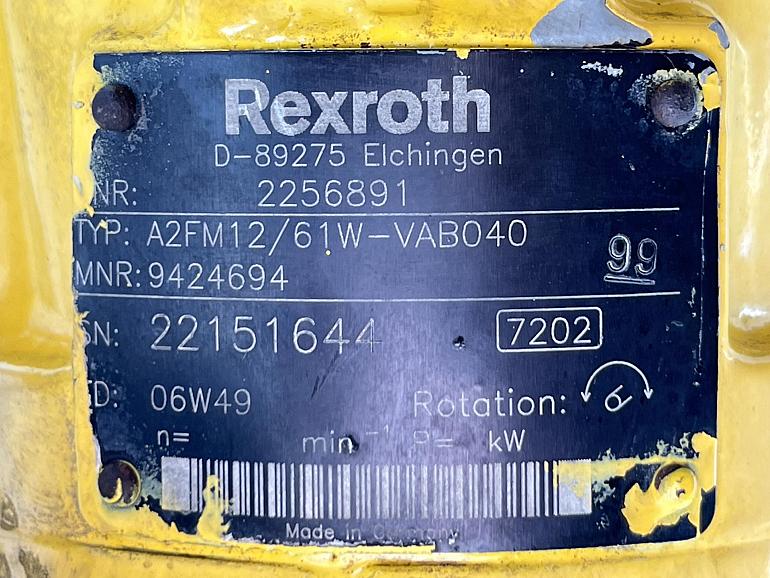 Rexroth
D-89275 Elchingen
NR: 2256891
TYP: A2FM12/61W-VAB040
99
MNR: 9424694
SN: 22151644 7202
D: 06W49 Rotation:
n= min⁻¹ P= kW
Made in Germany